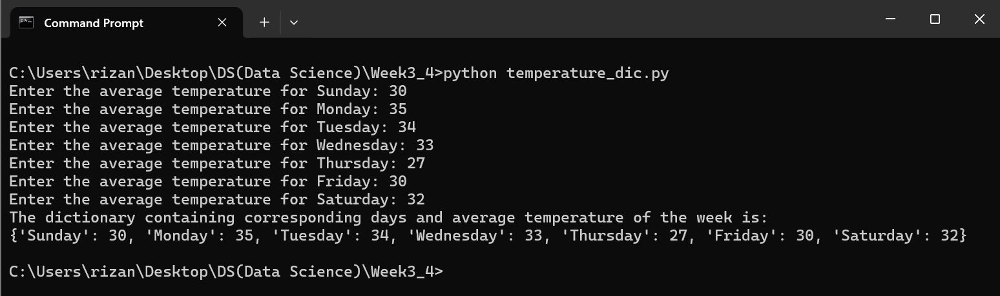 Command Prompt
C:\Users\rizan\Desktop\DS(Data Science)\Week3_4>python temperature_dic.py
Enter the average temperature for Sunday: 30
Enter the average temperature for Monday: 35
Enter the average temperature for Tuesday: 34
Enter the average temperature for Wednesday: 33
Enter the average temperature for Thursday: 27
Enter the average temperature for Friday: 30
Enter the average temperature for Saturday: 32
The dictionary containing corresponding days and average temperature of the week is:
{'Sunday': 30, 'Monday': 35, 'Tuesday': 34, 'Wednesday': 33, 'Thursday': 27, 'Friday': 30, 'Saturday': 32}
C:\Users\rizan\Desktop\DS(Data Science)\Week3_4>